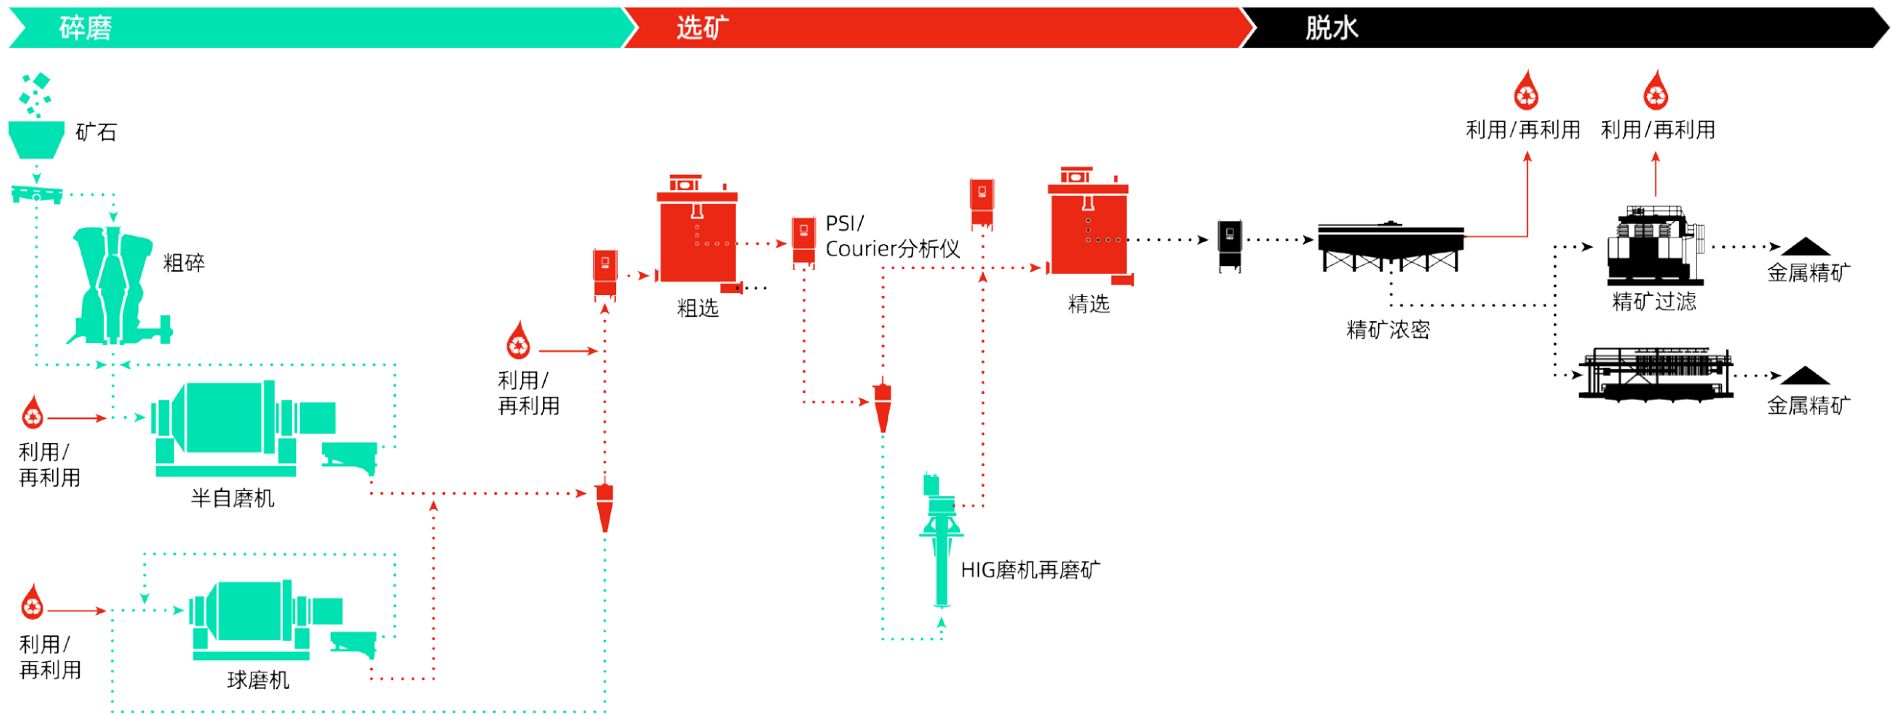 碎磨
选矿
脱水
矿石
粗碎
利用/
再利用
半自磨机
利用/
再利用
球磨机
利用/
再利用
粗选
PSI/
Courier分析仪
HIG磨机再磨矿
精选
精矿浓密
利用/再利用
利用/再利用
精矿过滤
金属精矿
金属精矿